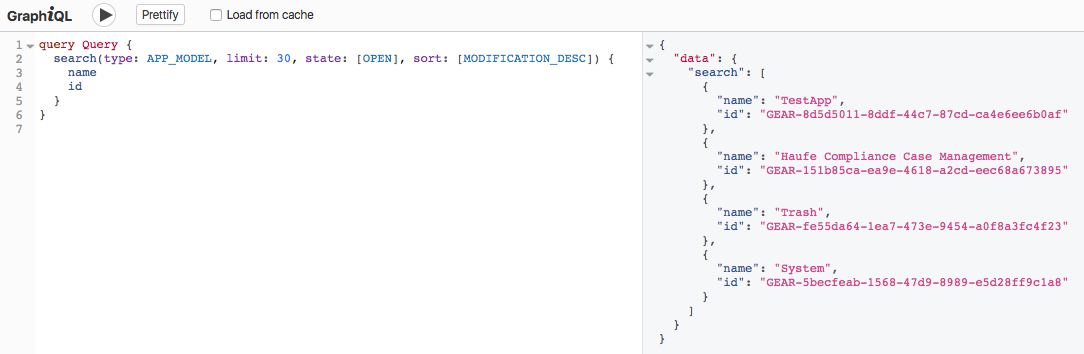 GraphiQL Prettify Load from cache
1 query Query {
2 search(type: APP_MODEL, limit: 30, state: [OPEN], sort: [MODIFICATION_DESC]) {
3 name
4 id
5 }
6 }
7
{
"data": {
"search": [
{
"name": "TestApp",
"id": "GEAR-8d5d5011-8ddf-44c7-87cd-ca4e6ee6b0af"
},
{
"name": "Haufe Compliance Case Management",
"id": "GEAR-151b85ca-ea9e-4618-a2cd-eec68a673895"
},
{
"name": "Trash",
"id": "GEAR-fe55da64-1ea7-473e-9454-a0f8a3fc4f23"
},
{
"name": "System",
"id": "GEAR-5becfeab-1568-47d9-8989-e5d28ff9c1a8"
}
]
}
}